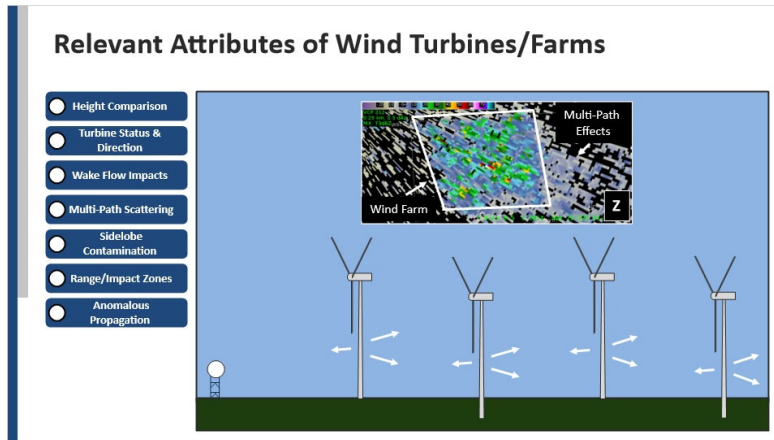 Relevant Attributes of Wind Turbines/Farms
Height Comparison
Turbine Status &
Direction
Wake Flow Impacts
Multi-Path Scattering
Sidelobe
Contamination
Range/Impact Zones
Anomalous
Propagation
Multi-Path
Effects
Wind Farm
Z